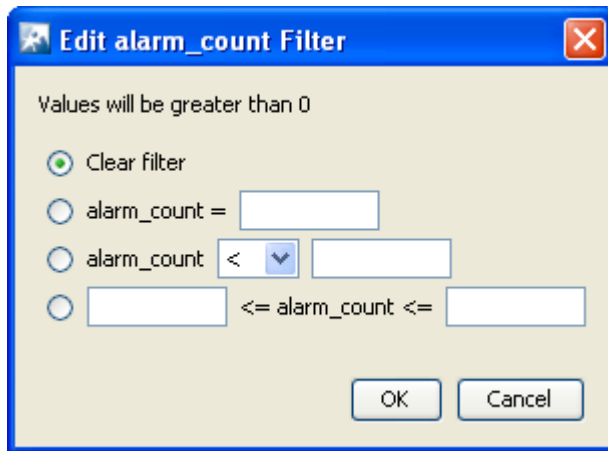 Edit alarm_count Filter
Values will be greater than 0
Clear filter
alarm_count =
alarm_count <
<= alarm_count <=
OK Cancel